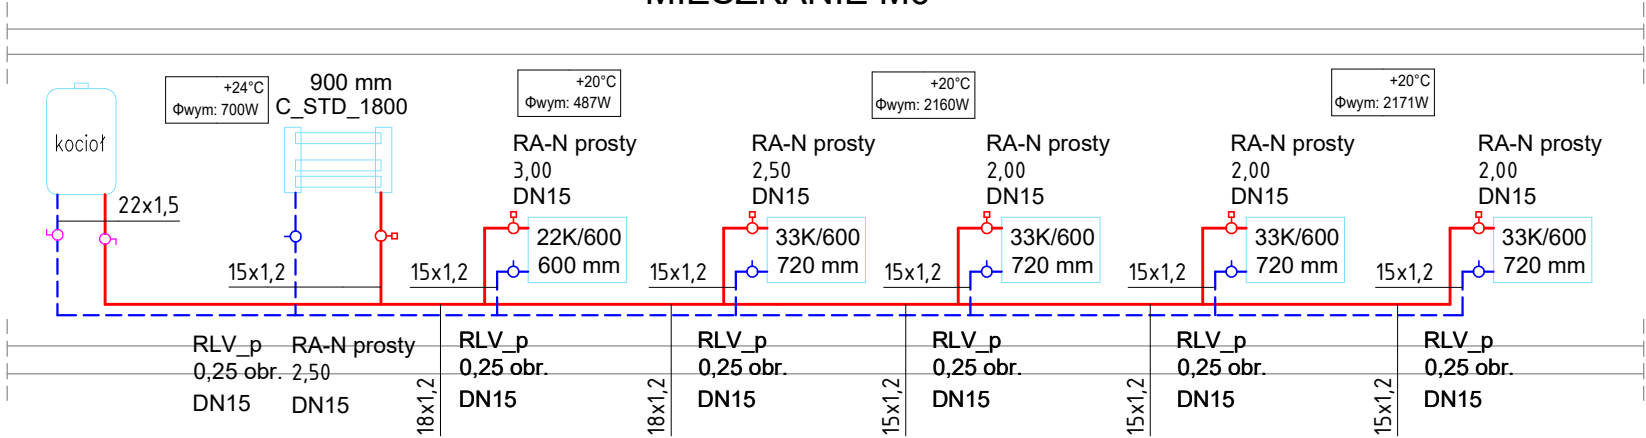 +24°C
Φwym: 700W
900 mm
C_STD_1800
+20°C
Φwym: 487W
+20°C
Φwym: 2160W
+20°C
Φwym: 2171W
kocioł
22x1,5
RA-N prosty
3,00
DN15
RA-N prosty
2,50
DN15
RA-N prosty
2,00
DN15
RA-N prosty
2,00
DN15
RA-N prosty
2,00
DN15
22K/600
600 mm
33K/600
720 mm
33K/600
720 mm
33K/600
720 mm
33K/600
720 mm
15x1,2
15x1,2
15x1,2
15x1,2
15x1,2
15x1,2
RLV_p
0,25 obr.
DN15
RA-N prosty
2,50
DN15
18x1,2
RLV_p
0,25 obr.
DN15
18x1,2
RLV_p
0,25 obr.
DN15
15x1,2
RLV_p
0,25 obr.
DN15
15x1,2
RLV_p
0,25 obr.
DN15
15x1,2
RLV_p
0,25 obr.
DN15